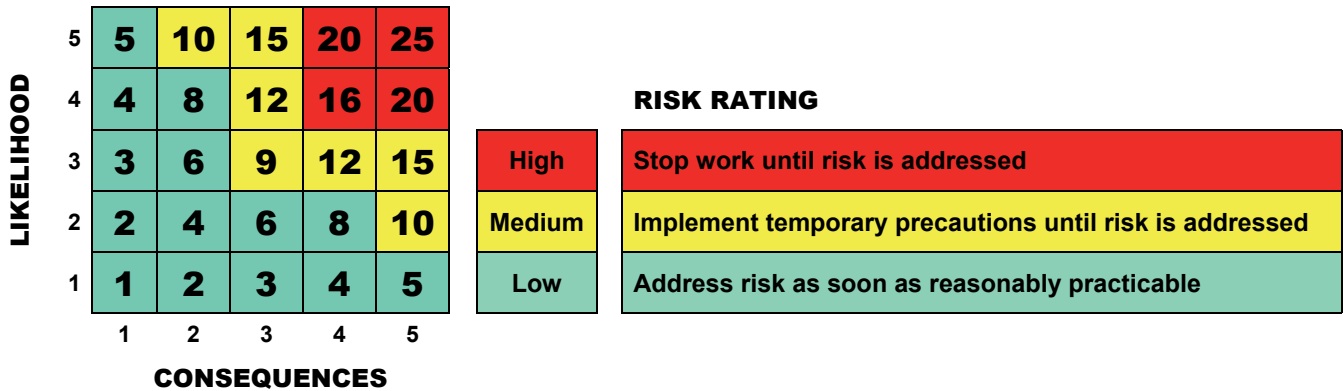 5 5 10 15 20 25
4 4 8 12 16 20
3 3 6 9 12 15
2 2 4 6 8 10
1 1 2 3 4 5
1 2 3 4 5
LIKELIHOOD
CONSEQUENCES
RISK RATING
High Stop work until risk is addressed
Medium Implement temporary precautions until risk is addressed
Low Address risk as soon as reasonably practicable